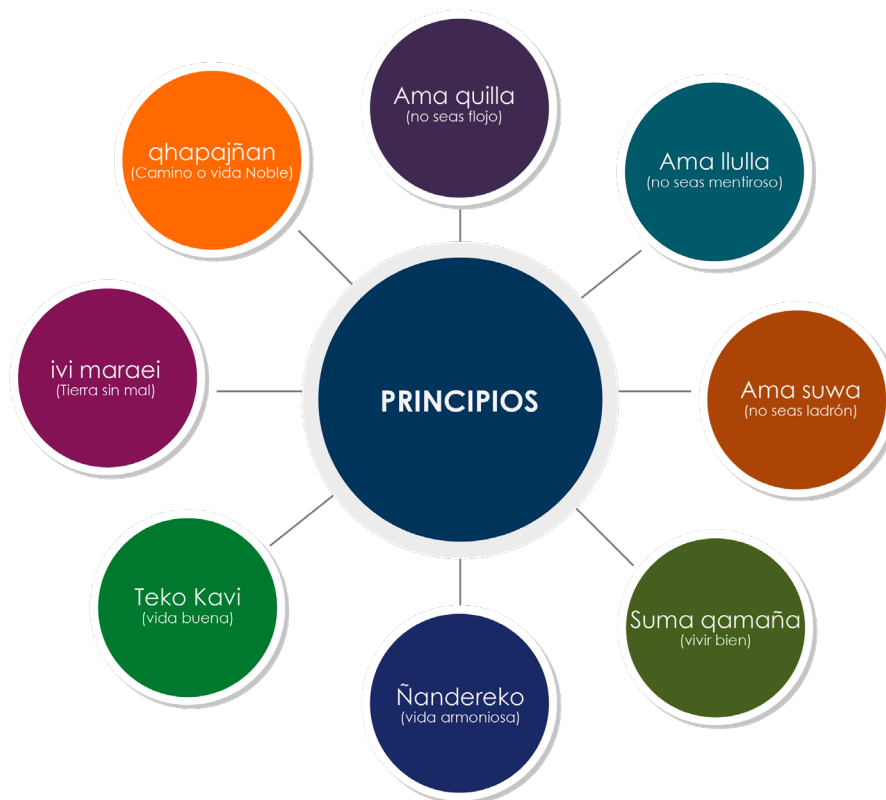 Ama quilla
(no seas flojo)
Ama llulla
(no seas mentiroso)
Ama suwa
(no seas ladrón)
Suma qamaña
(vivir bien)
Ñandereko
(vida armoniosa)
Teko Kavi
(vida buena)
ivi maraei
(Tierra sin mal)
qhapajñan
(Camino o vida Noble)
PRINCIPIOS